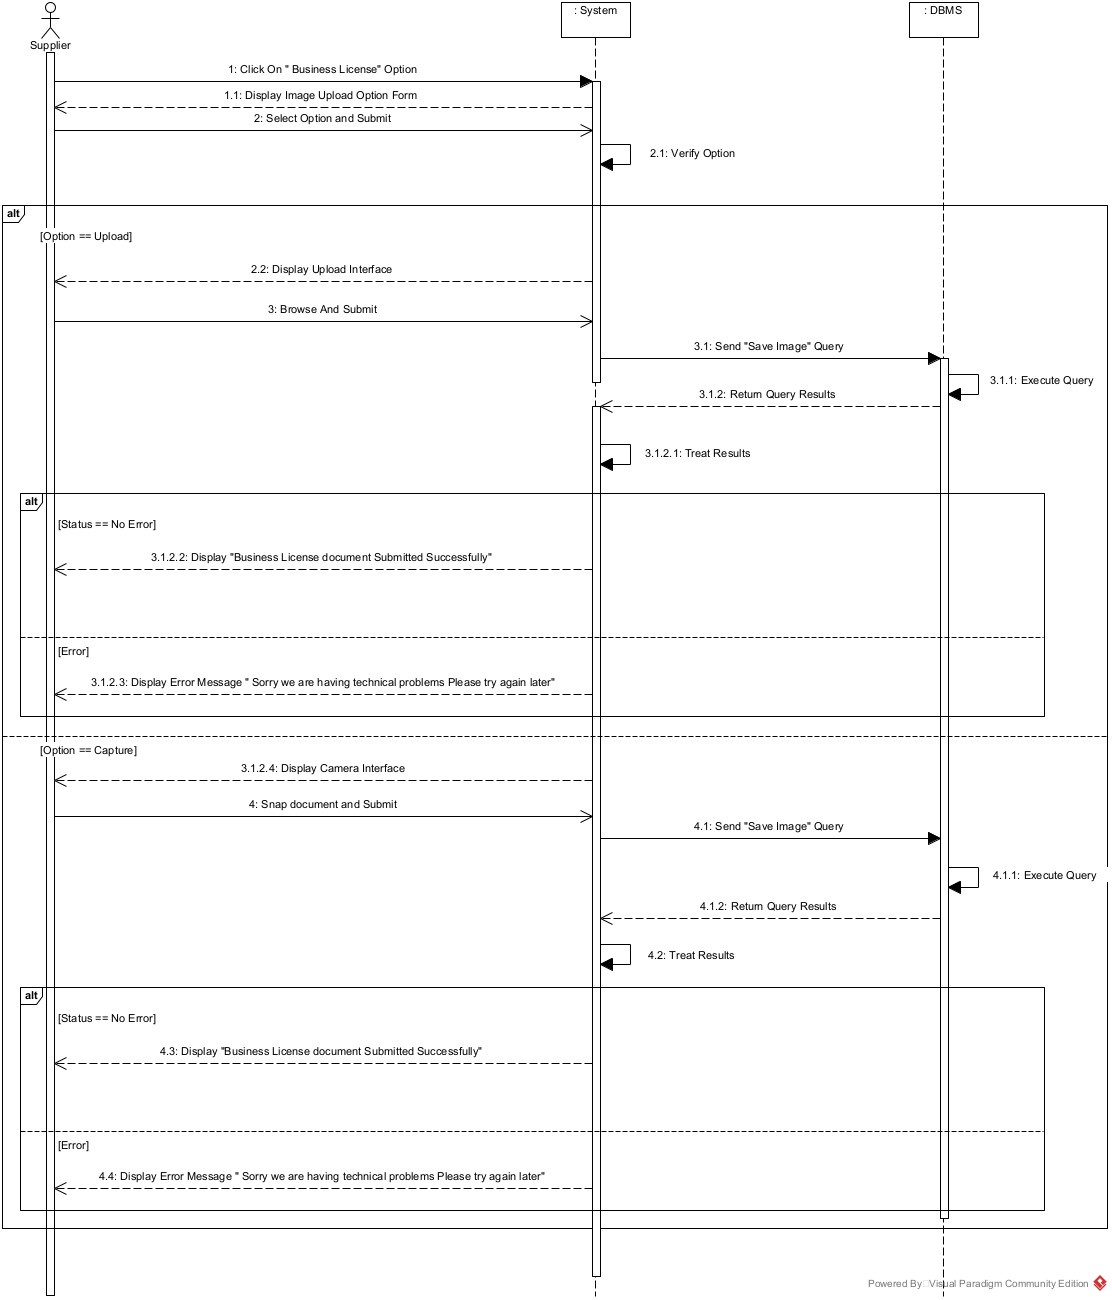 : System
: DBMS
Supplier
1: Click On " Business License" Option
1.1: Display Image Upload Option Form
2: Select Option and Submit
2.1: Verify Option
alt
[Option == Upload]
2.2: Display Upload Interface
3: Browse And Submit
3.1: Send "Save Image" Query
3.1.1: Execute Query
3.1.2: Return Query Results
3.1.2.1: Treat Results
alt
[Status == No Error]
3.1.2.2: Display "Business License document Submitted Successfully"
[Error]
3.1.2.3: Display Error Message " Sorry we are having technical problems Please try again later"
[Option == Capture]
3.1.2.4: Display Camera Interface
4: Snap document and Submit
4.1: Send "Save Image" Query
4.1.1: Execute Query
4.1.2: Return Query Results
4.2: Treat Results
alt
[Status == No Error]
4.3: Display "Business License document Submitted Successfully"
[Error]
4.4: Display Error Message " Sorry we are having technical problems Please try again later"
Powered By Visual Paradigm Community Edition